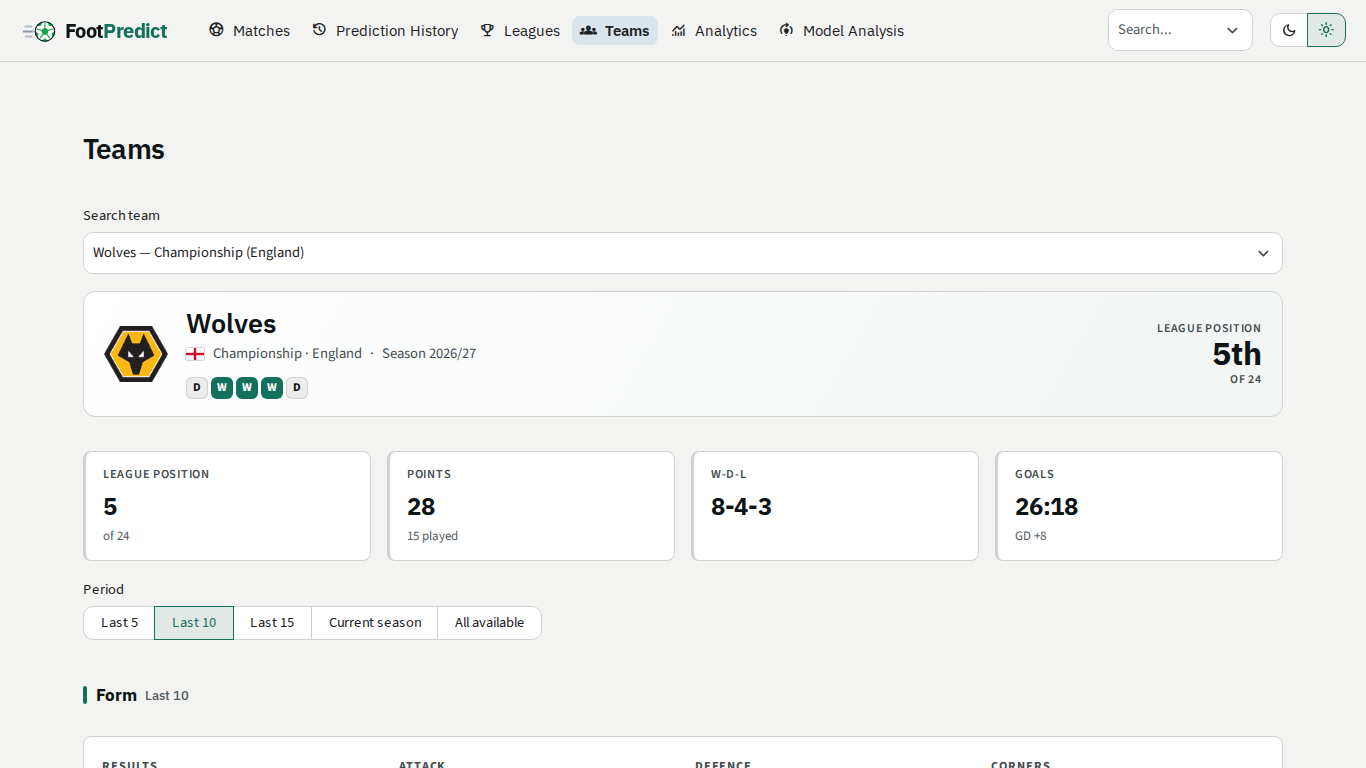 FootPredict
Matches
Prediction History
Leagues
Teams
Analytics
Model Analysis
Search...
Teams
Search team
Wolves — Championship (England)
Wolves
Championship · England · Season 2026/27
D W W W D
LEAGUE POSITION
5th
OF 24
LEAGUE POSITION
5
of 24
POINTS
28
15 played
W-D-L
8-4-3
GOALS
26:18
GD +8
Period
Last 5
Last 10
Last 15
Current season
All available
Form Last 10
RESULTS
ATTACK
DEFENCE
CORNERS